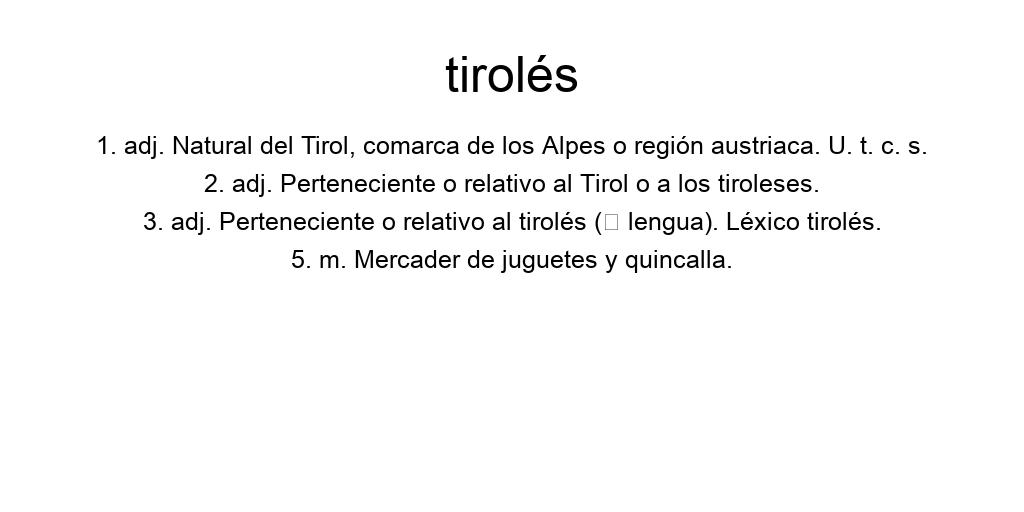 tirolés
1. adj. Natural del Tirol, comarca de los Alpes o región austriaca. U. t. c. s.
2. adj. Perteneciente o relativo al Tirol o a los tiroleses.
3. adj. Perteneciente o relativo al tirolés (□ lengua). Léxico tirolés.
5. m. Mercader de juguetes y quincalla.